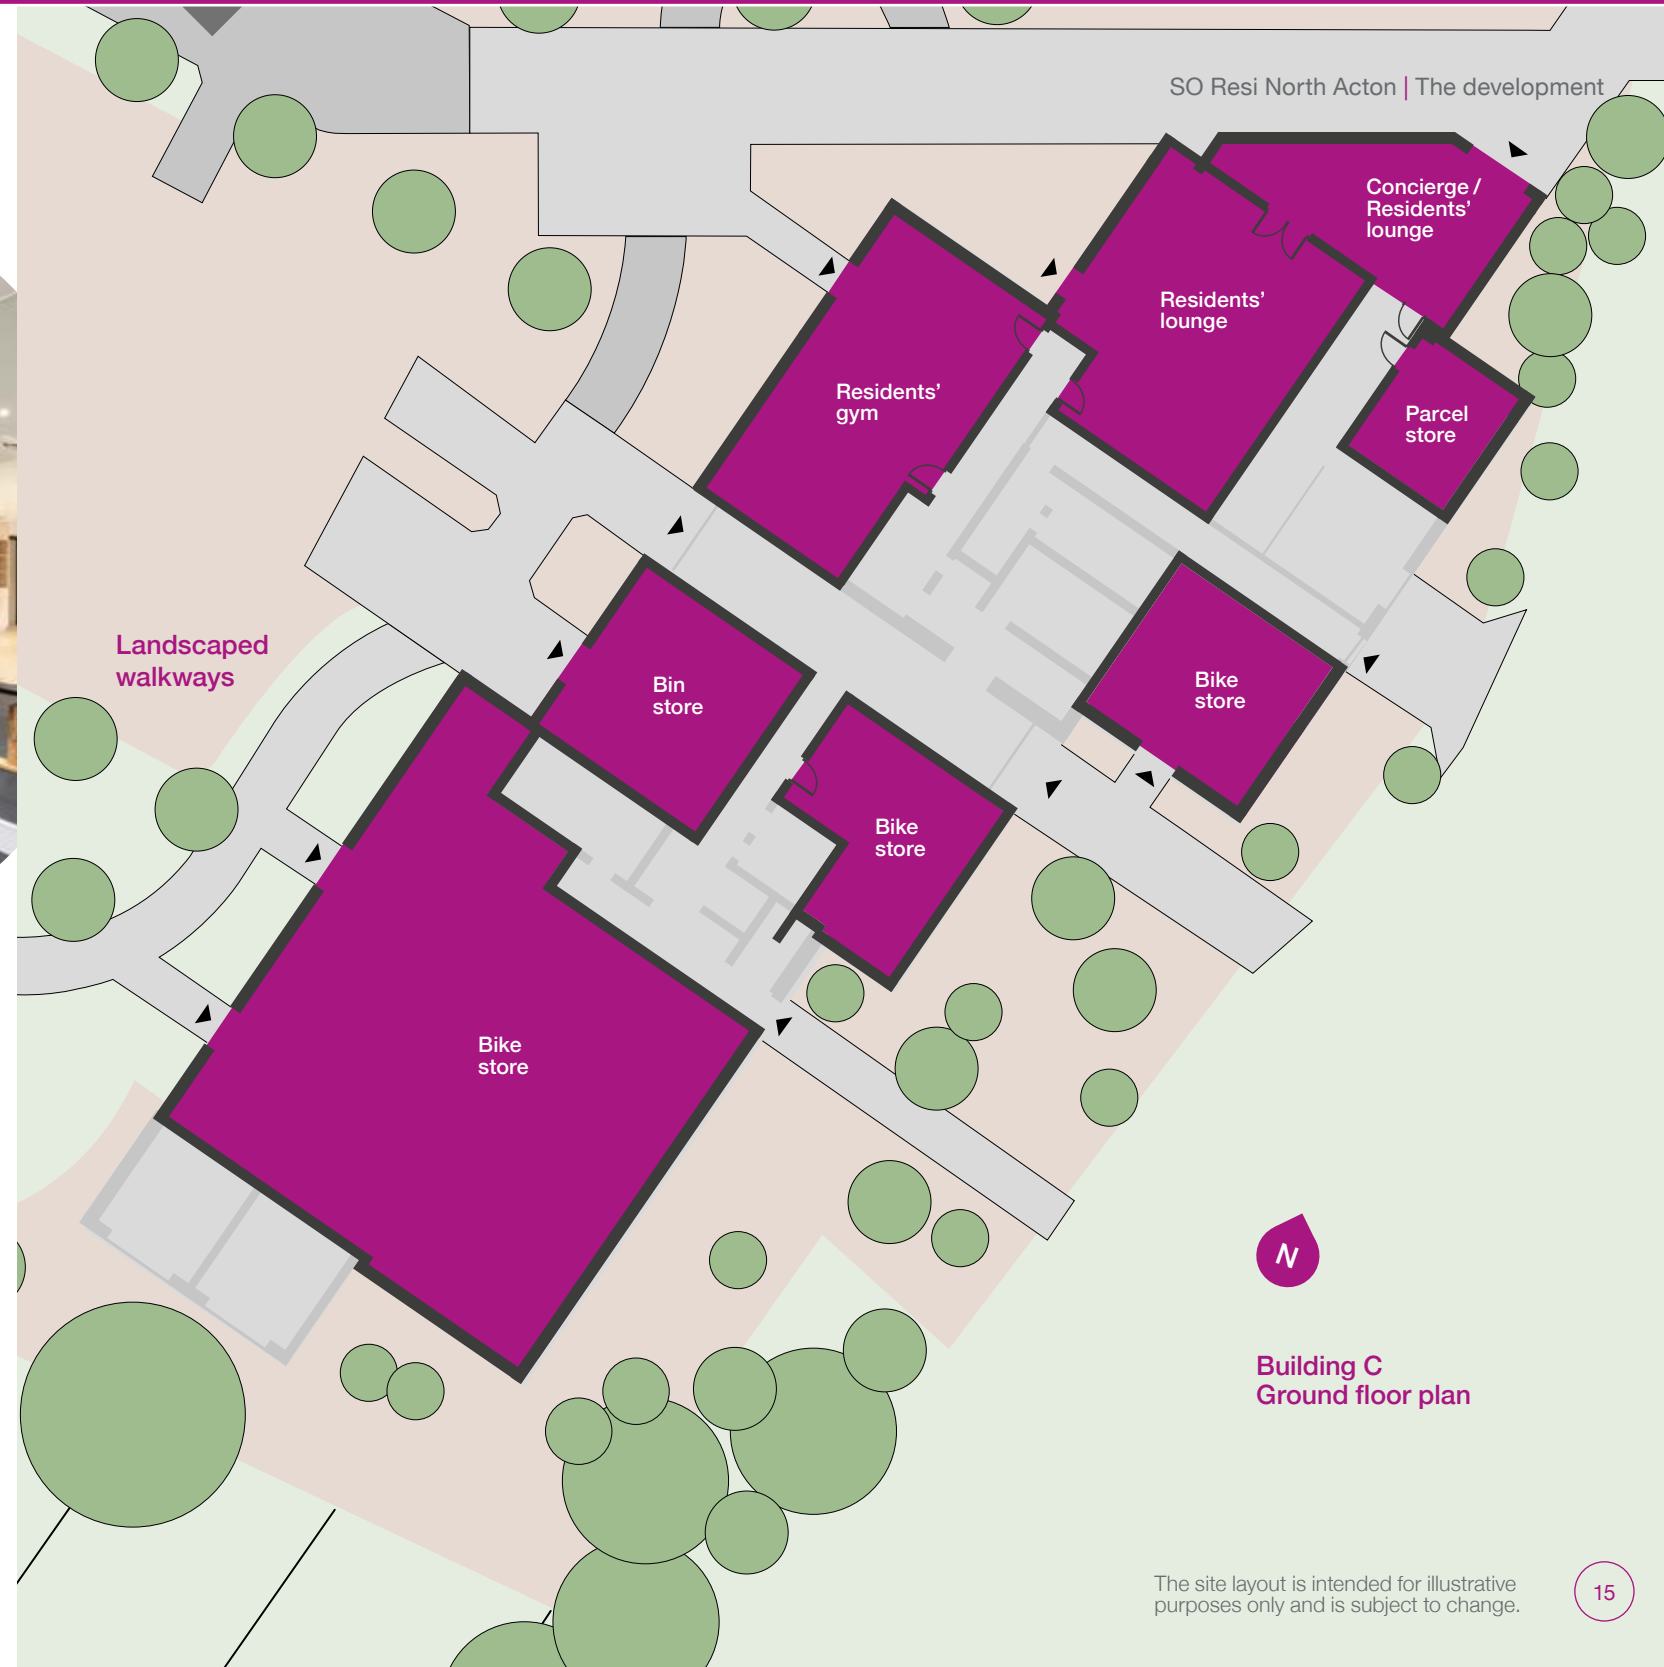 SO Resi North Acton | The development
Concierge /
Residents’
lounge
Residents’
lounge
Residents’
gym
Parcel
store
Landscaped
walkways
Bin
store
Bike
store
Bike
store
Bike
store
N
Building C
Ground floor plan
The site layout is intended for illustrative
purposes only and is subject to change.
15